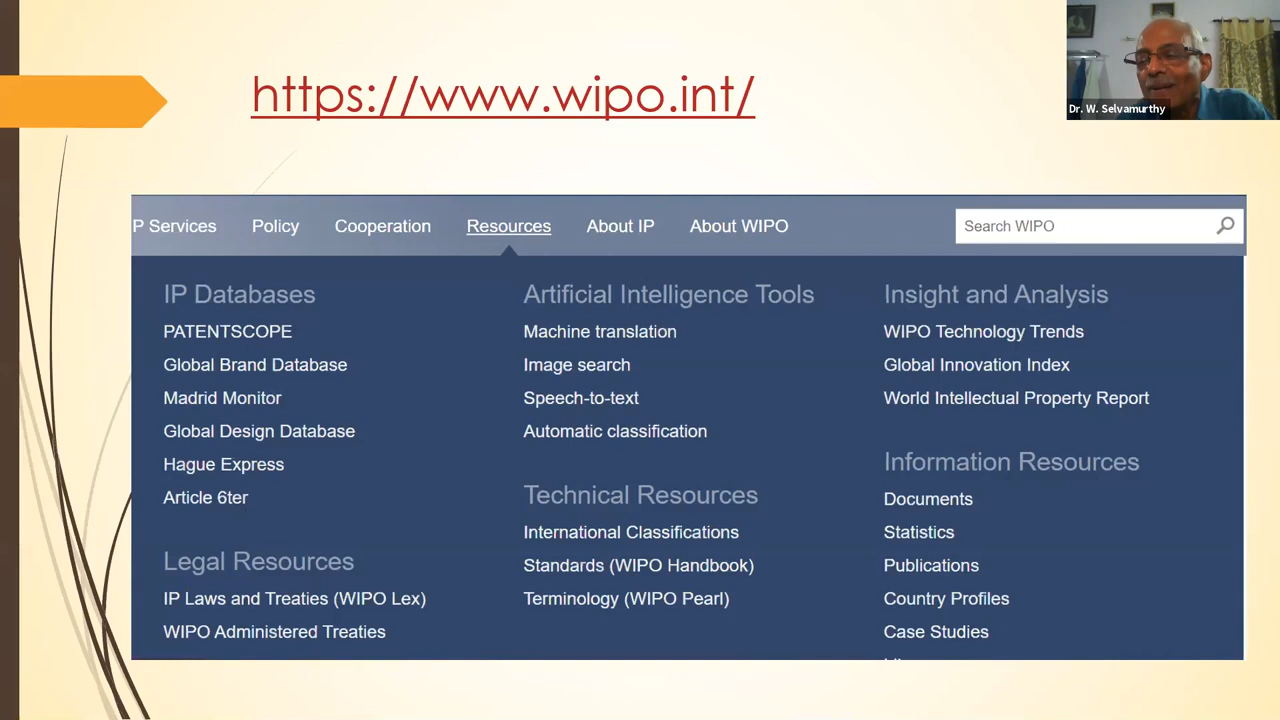 https://www.wipo.int/
Dr. W. Selvamurthy
P Services Policy Cooperation Resources About IP About WIPO Search WIPO
IP Databases
PATENTSCOPE
Global Brand Database
Madrid Monitor
Global Design Database
Hague Express
Article 6ter
Legal Resources
IP Laws and Treaties (WIPO Lex)
WIPO Administered Treaties
Artificial Intelligence Tools
Machine translation
Image search
Speech-to-text
Automatic classification
Technical Resources
International Classifications
Standards (WIPO Handbook)
Terminology (WIPO Pearl)
Insight and Analysis
WIPO Technology Trends
Global Innovation Index
World Intellectual Property Report
Information Resources
Documents
Statistics
Publications
Country Profiles
Case Studies